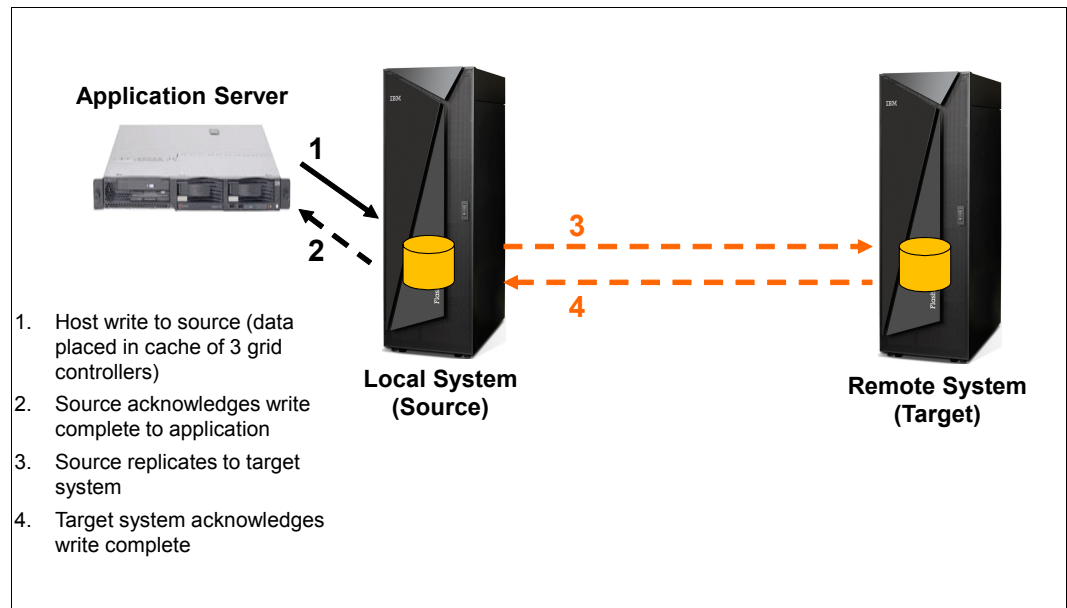 Application Server
IBM
IBM
1
2
3
4
Flas
Flas
1. Host write to source (data
placed in cache of 3 grid
controllers)
2. Source acknowledges write
complete to application
3. Source replicates to target
system
4. Target system acknowledges
write complete
Local System
(Source)
Remote System
(Target)